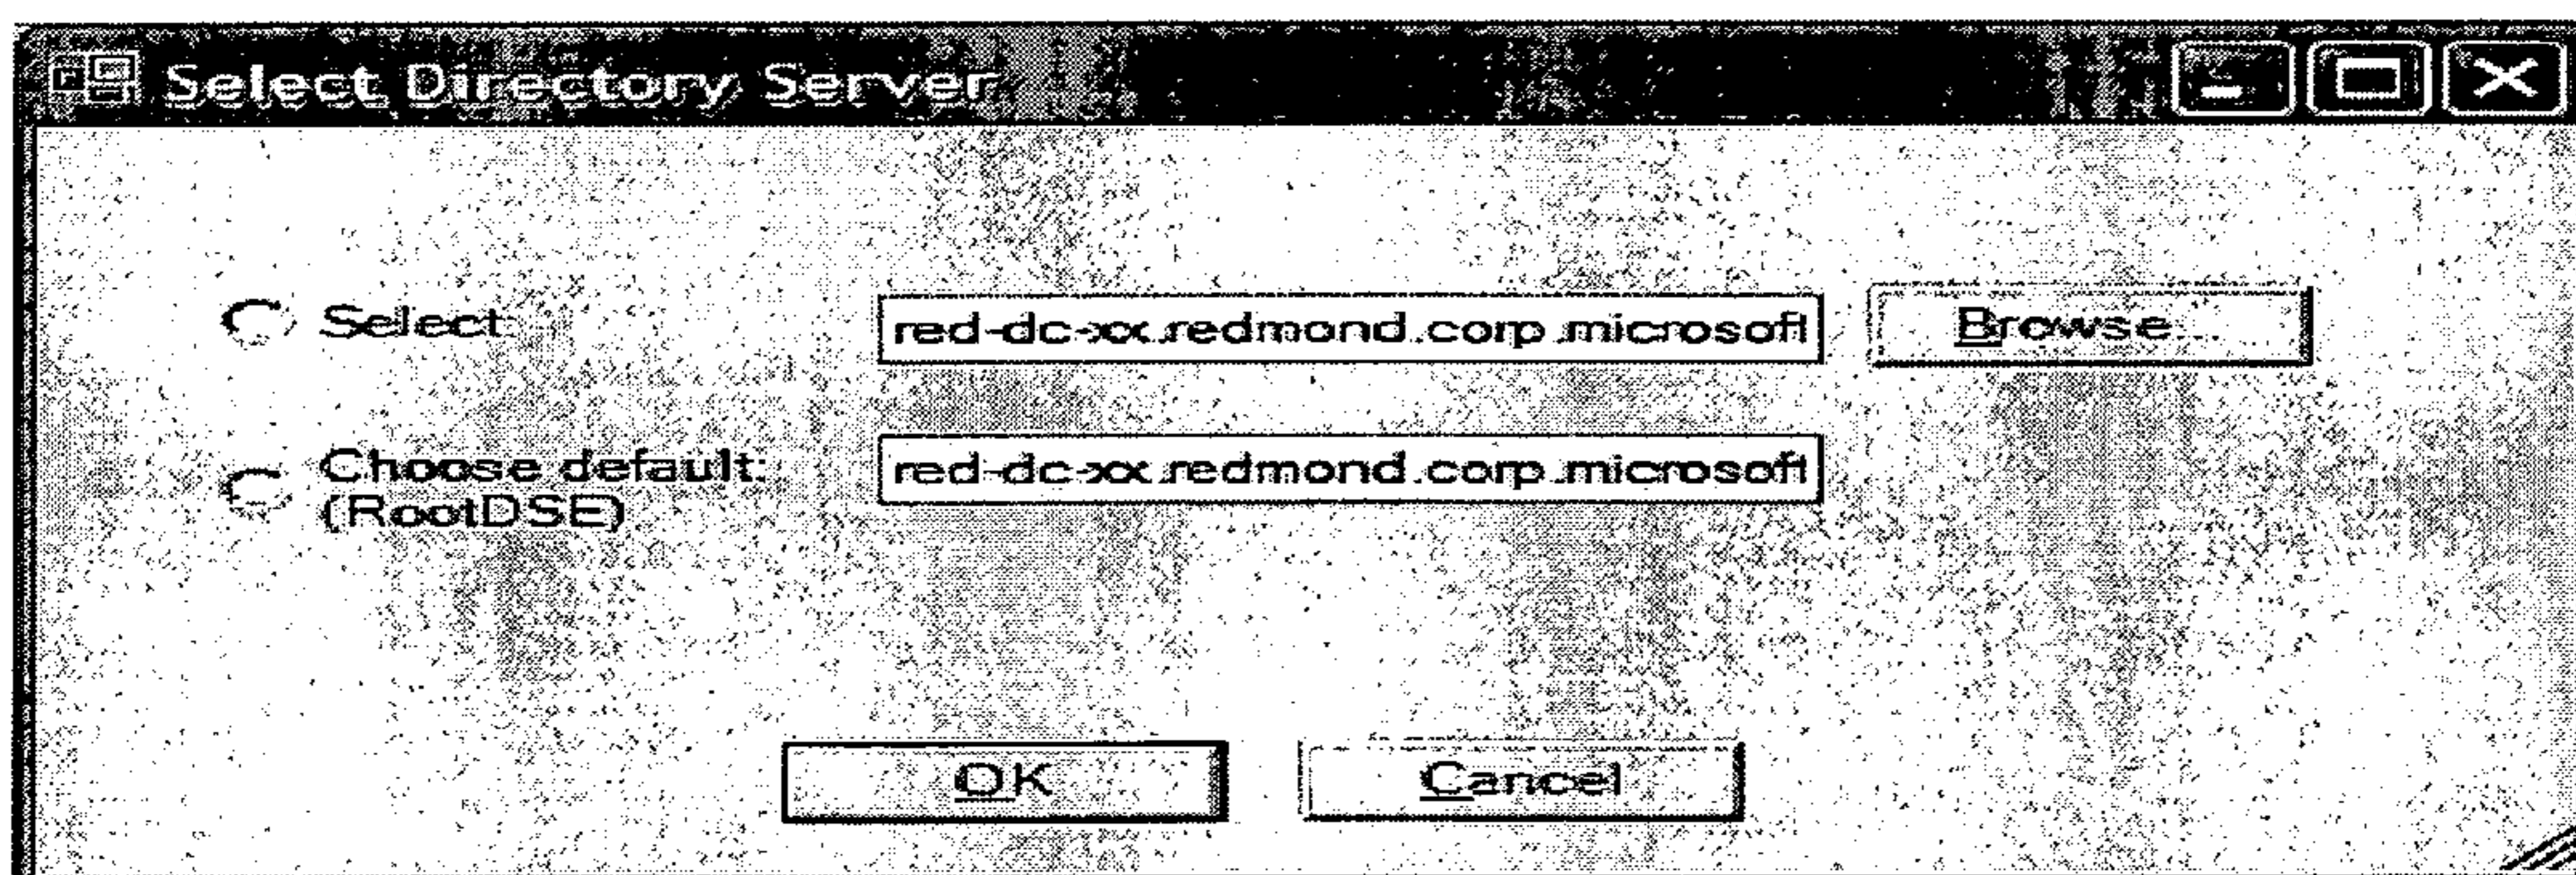 Select Directory Server
Select: red-dc-xx.redmond.corp.microsoft Browse...
Choose default: red-dc-xx.redmond.corp.microsoft
(RootDSE)
OK Cancel